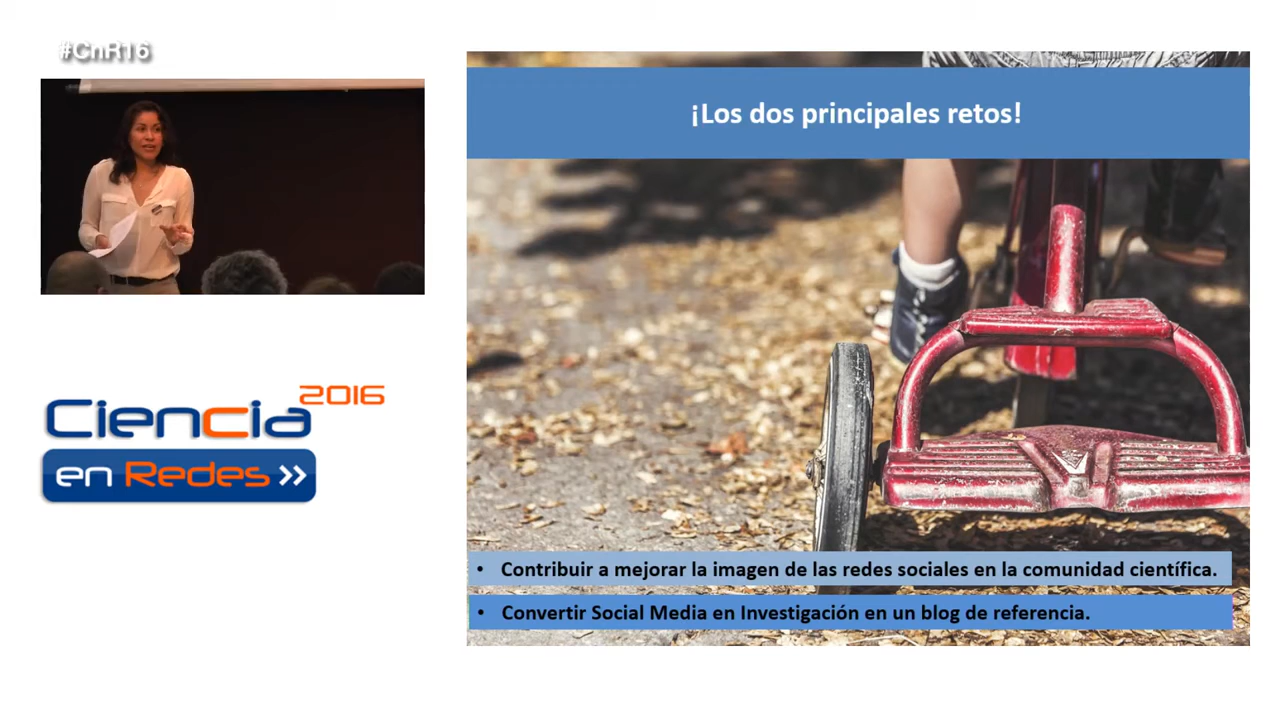 #CnR16
¡Los dos principales retos!
Ciencia 2016
en Redes >>
• Contribuir a mejorar la imagen de las redes sociales en la comunidad científica.
• Convertir Social Media en Investigación en un blog de referencia.